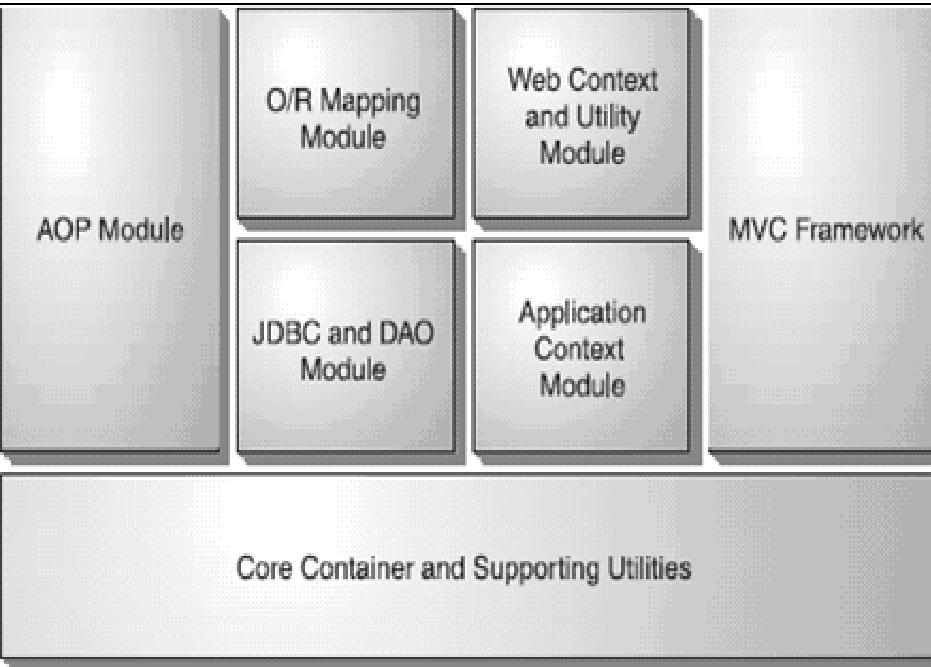 AOP Module
O/R Mapping
Module
Web Context
and Utility
Module
MVC Framework
JDBC and DAO
Module
Application
Context
Module
Core Container and Supporting Utilities